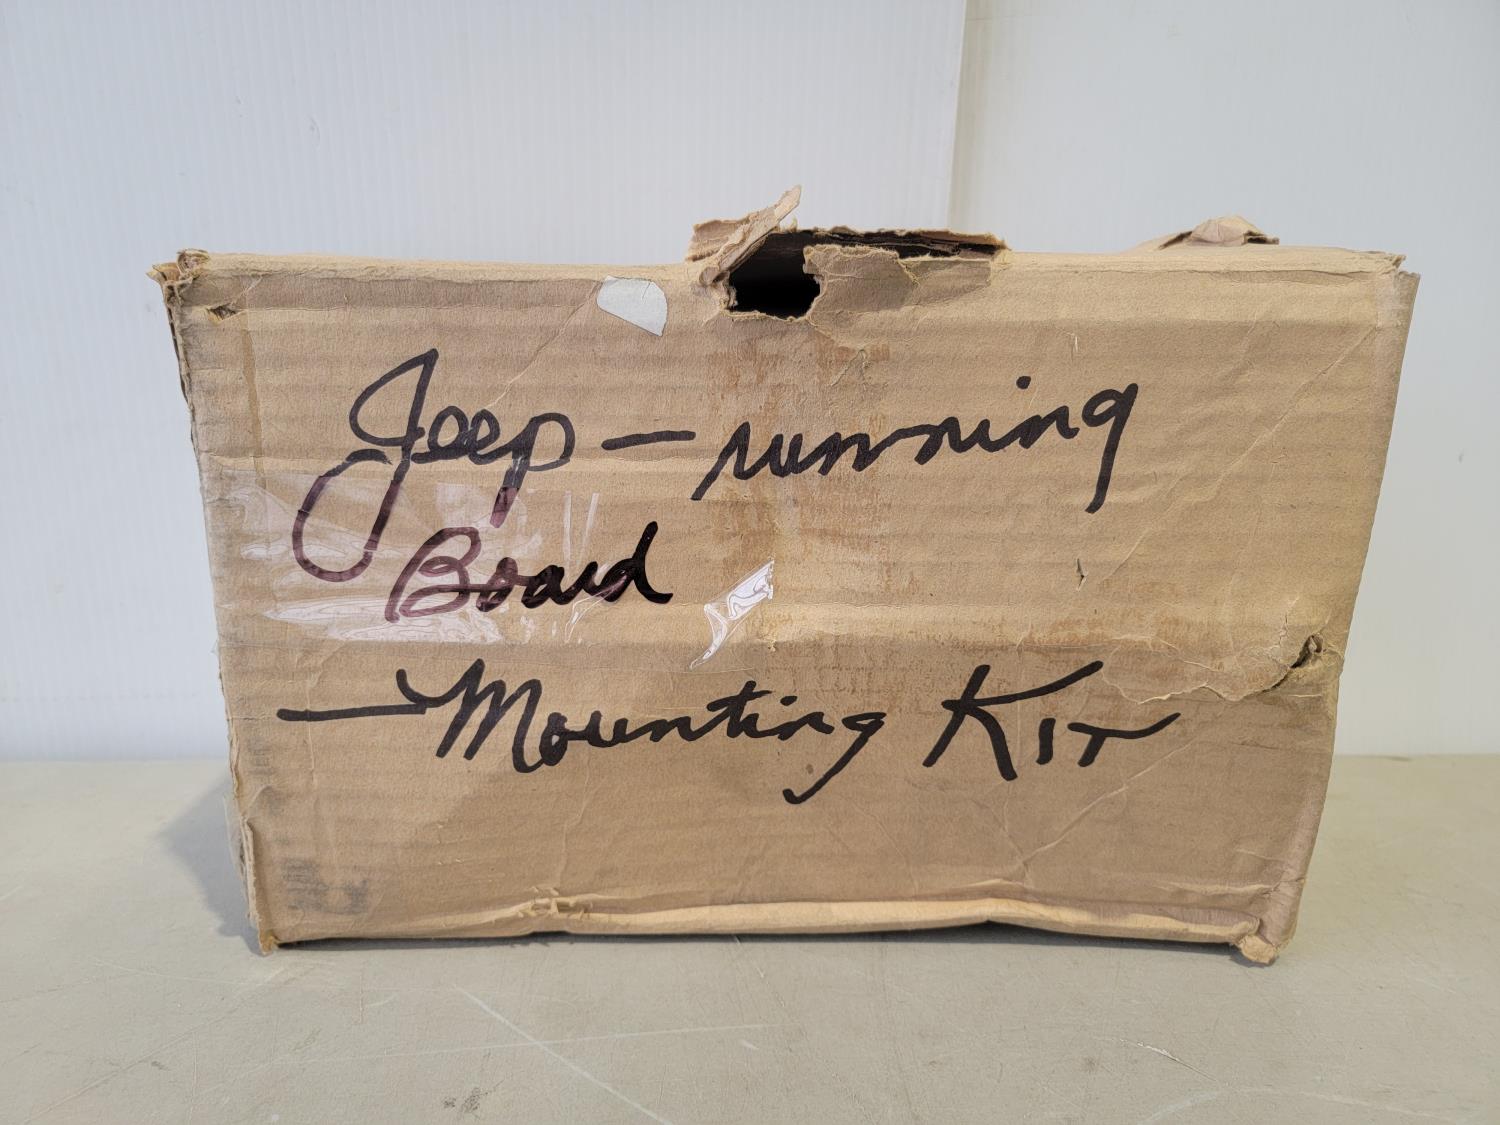 Jeep - running
Board
- Mounting KIT